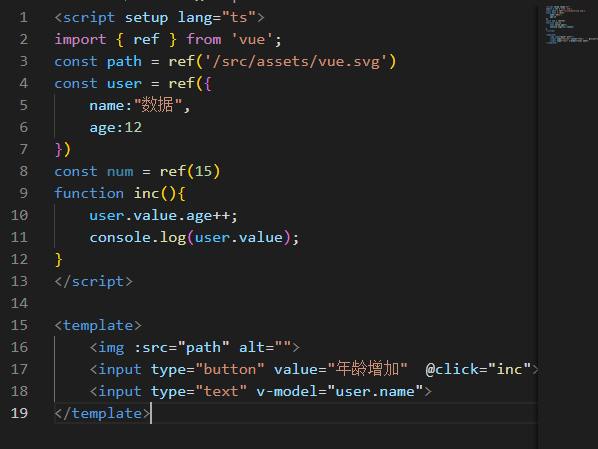 1 <script setup lang="ts">
2 import { ref } from 'vue';
3 const path = ref('/src/assets/vue.svg')
4 const user = ref({
5     name:"数据",
6     age:12
7 })
8 const num = ref(15)
9 function inc(){
10     user.value.age++;
11     console.log(user.value);
12 }
13 </script>
14
15 <template>
16     <img :src="path" alt="">
17     <input type="button" value="年龄增加"  @click="inc">
18     <input type="text" v-model="user.name">
19 </template>